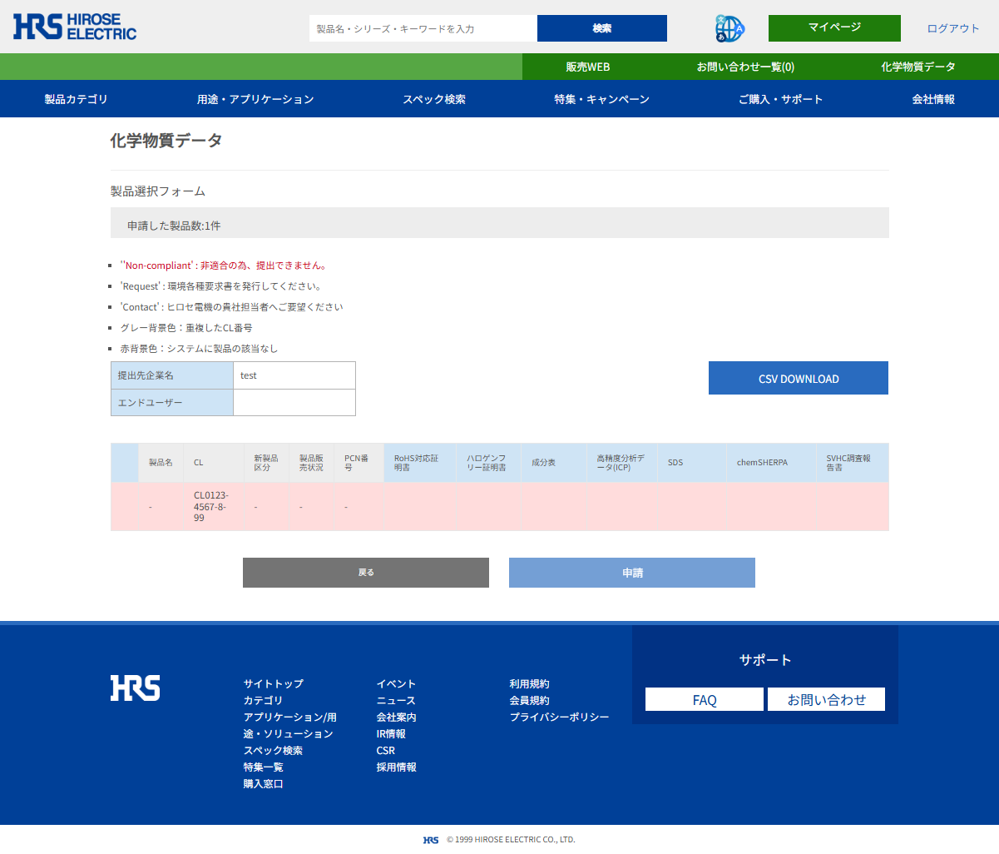 HRS HIROSE ELECTRIC
製品名・シリーズ・キーワードを入力
検索
文 A あ
マイページ
ログアウト
販売WEB
お問い合わせ一覧(0)
化学物質データ
製品カテゴリ
用途・アプリケーション
スペック検索
特集・キャンペーン
ご購入・サポート
会社情報
化学物質データ
製品選択フォーム
申請した製品数:1件
''Non-compliant' : 非適合の為、提出できません。
'Request' : 環境各種要求書を発行してください。
'Contact' : ヒロセ電機の貴社担当者へご要望ください
グレー背景色：重複したCL番号
赤背景色：システムに製品の該当なし
提出先企業名 test
エンドユーザー
CSV DOWNLOAD
製品名
CL
新製品区分
製品販売状況
PCN番号
RoHS対応証明書
ハロゲンフリー証明書
成分表
高精度分析データ(ICP)
SDS
chemSHERPA
SVHC調査報告書
-
CL0123-4567-8-99
-
-
-
戻る
申請
HRS
サイトトップ
カテゴリ
アプリケーション/用
途・ソリューション
スペック検索
特集一覧
購入窓口
イベント
ニュース
会社案内
IR情報
CSR
採用情報
利用規約
会員規約
プライバシーポリシー
サポート
FAQ
お問い合わせ
HRS © 1999 HIROSE ELECTRIC CO., LTD.